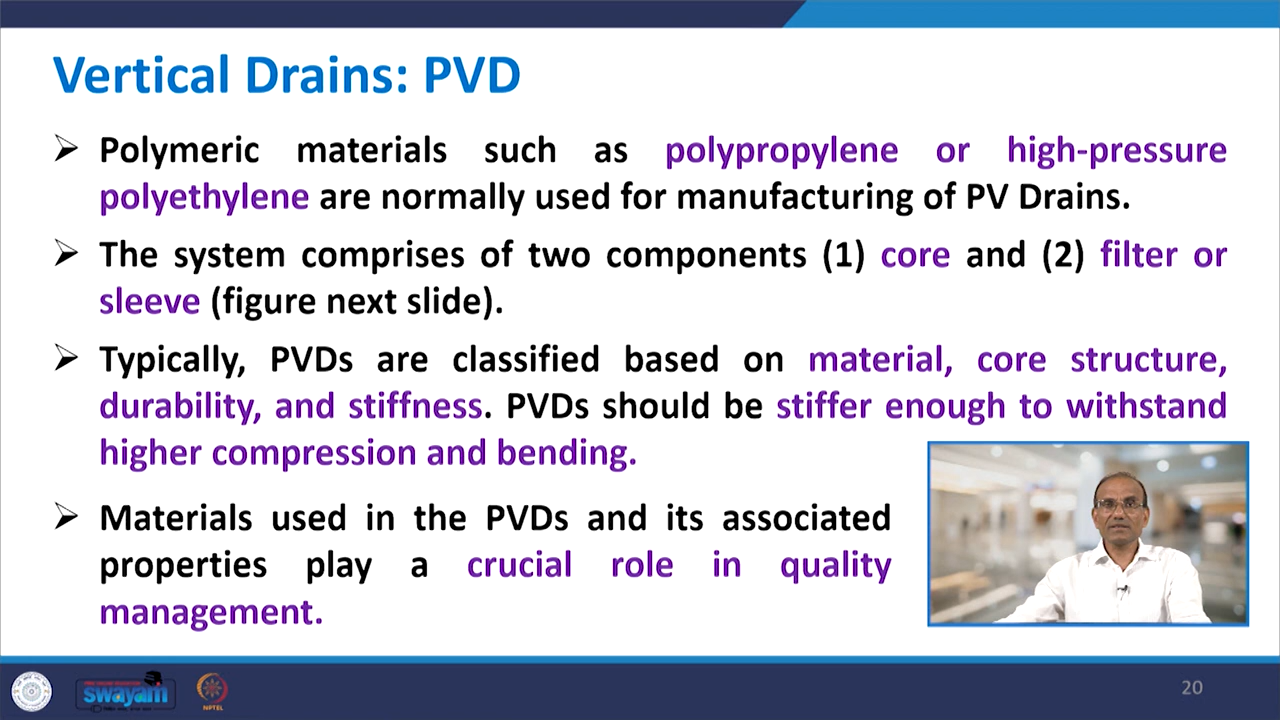 Vertical Drains: PVD
➢ Polymeric materials such as polypropylene or high-pressure
polyethylene are normally used for manufacturing of PV Drains.
➢ The system comprises of two components (1) core and (2) filter or
sleeve (figure next slide).
➢ Typically, PVDs are classified based on material, core structure,
durability, and stiffness. PVDs should be stiffer enough to withstand
higher compression and bending.
➢ Materials used in the PVDs and its associated
properties play a crucial role in quality
management.
swayam
NPTEL
20